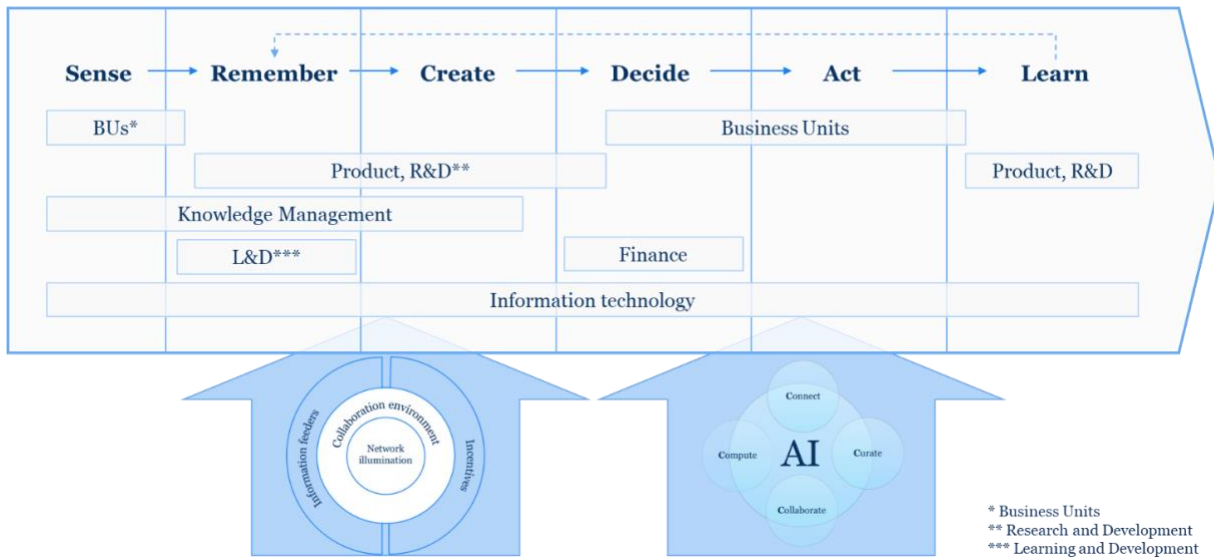 Sense
Remember
Create
Decide
Act
Learn
BUs*
Business Units
Product, R&D**
Product, R&D
Knowledge Management
L&D***
Finance
Information technology
Information feeders
Collaboration environment
Network
illumination
Incentives
Connect
Compute
AI
Curate
Collaborate
* Business Units
** Research and Development
*** Learning and Development